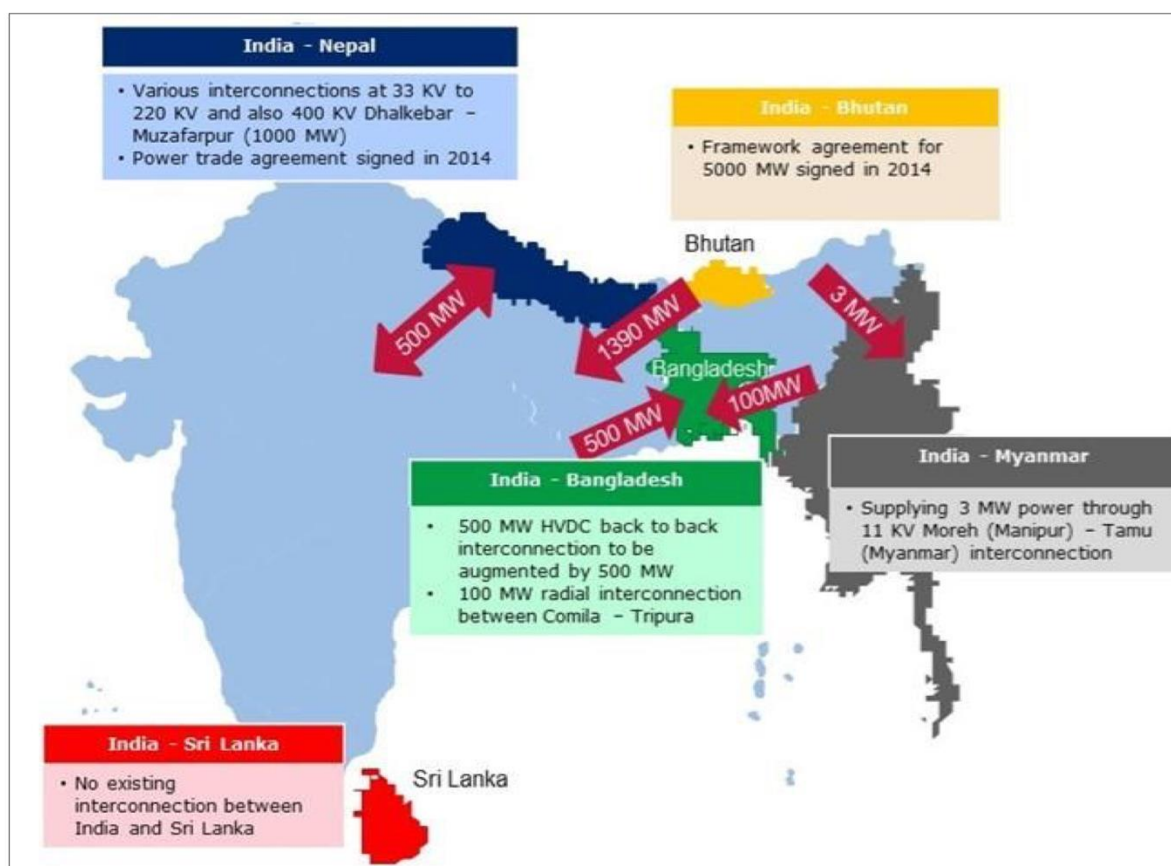 India - Nepal
• Various interconnections at 33 KV to
220 KV and also 400 KV Dhalkebar –
Muzafarpur (1000 MW)
• Power trade agreement signed in 2014
India - Bhutan
• Framework agreement for
5000 MW signed in 2014
Bhutan
500 MW
1390 MW
3 MW
Bangladesh
100MW
500 MW
India - Bangladesh
• 500 MW HVDC back to back
interconnection to be
augmented by 500 MW
• 100 MW radial interconnection
between Comila – Tripura
India - Myanmar
• Supplying 3 MW power through
11 KV Moreh (Manipur) – Tamu
(Myanmar) interconnection
India - Sri Lanka
• No existing
interconnection between
India and Sri Lanka
Sri Lanka